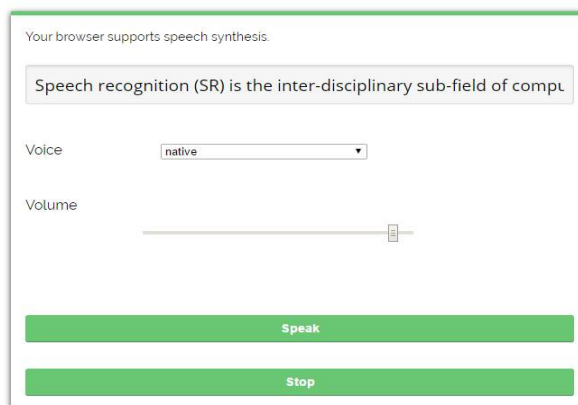 Your browser supports speech synthesis.
Speech recognition (SR) is the inter-disciplinary sub-field of
Voice
native
Volume
Speak
Stop